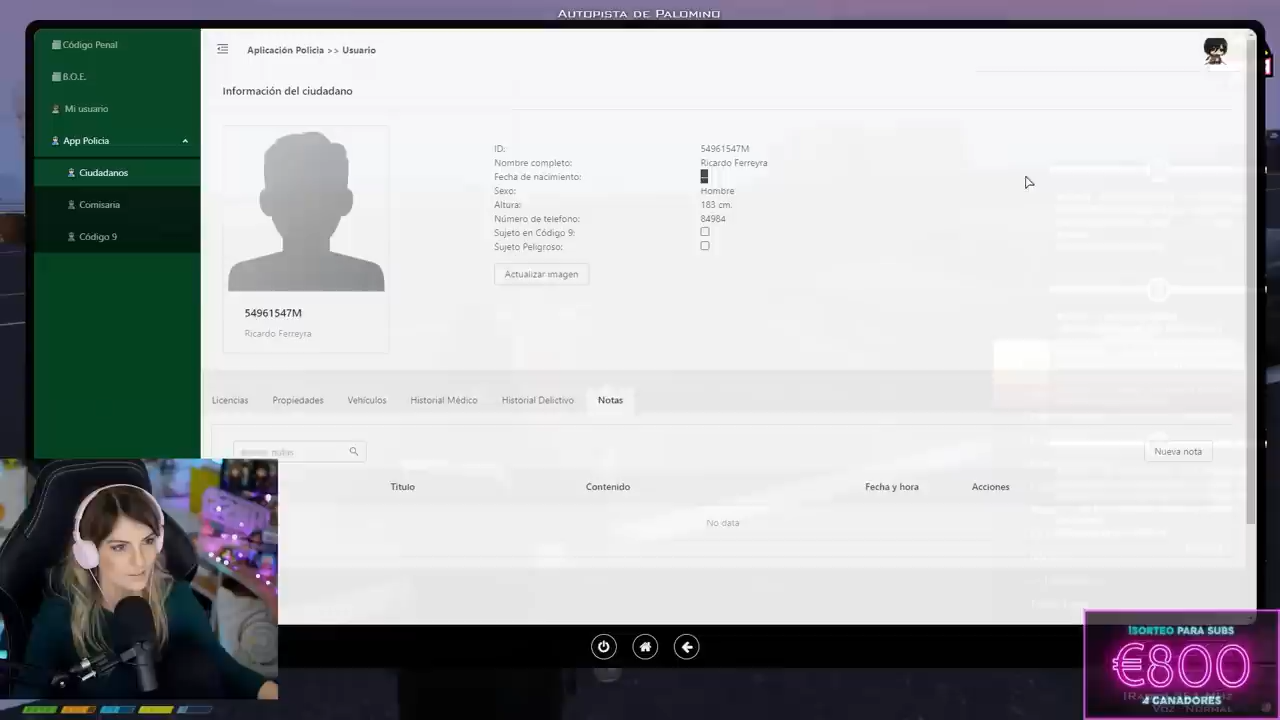 Autopista de Palomino
Código Penal
B.O.E.
Mi usuario
App Policia
Ciudadanos
Comisaria
Código 9
Aplicación Policia >> Usuario
Información del ciudadano
54961547M
Ricardo Ferreyra
ID: 54961547M
Nombre completo: Ricardo Ferreyra
Fecha de nacimiento:
Sexo: Hombre
Altura: 183 cm.
Número de telefono: 84984
Sujeto en Código 9:
Sujeto Peligroso:
Actualizar imagen
Licencias Propiedades Vehículos Historial Médico Historial Delictivo Notas
Nueva nota
Titulo Contenido Fecha y hora Acciones
No data
¡SORTEO PARA SUBS
€800
4 GANADORES